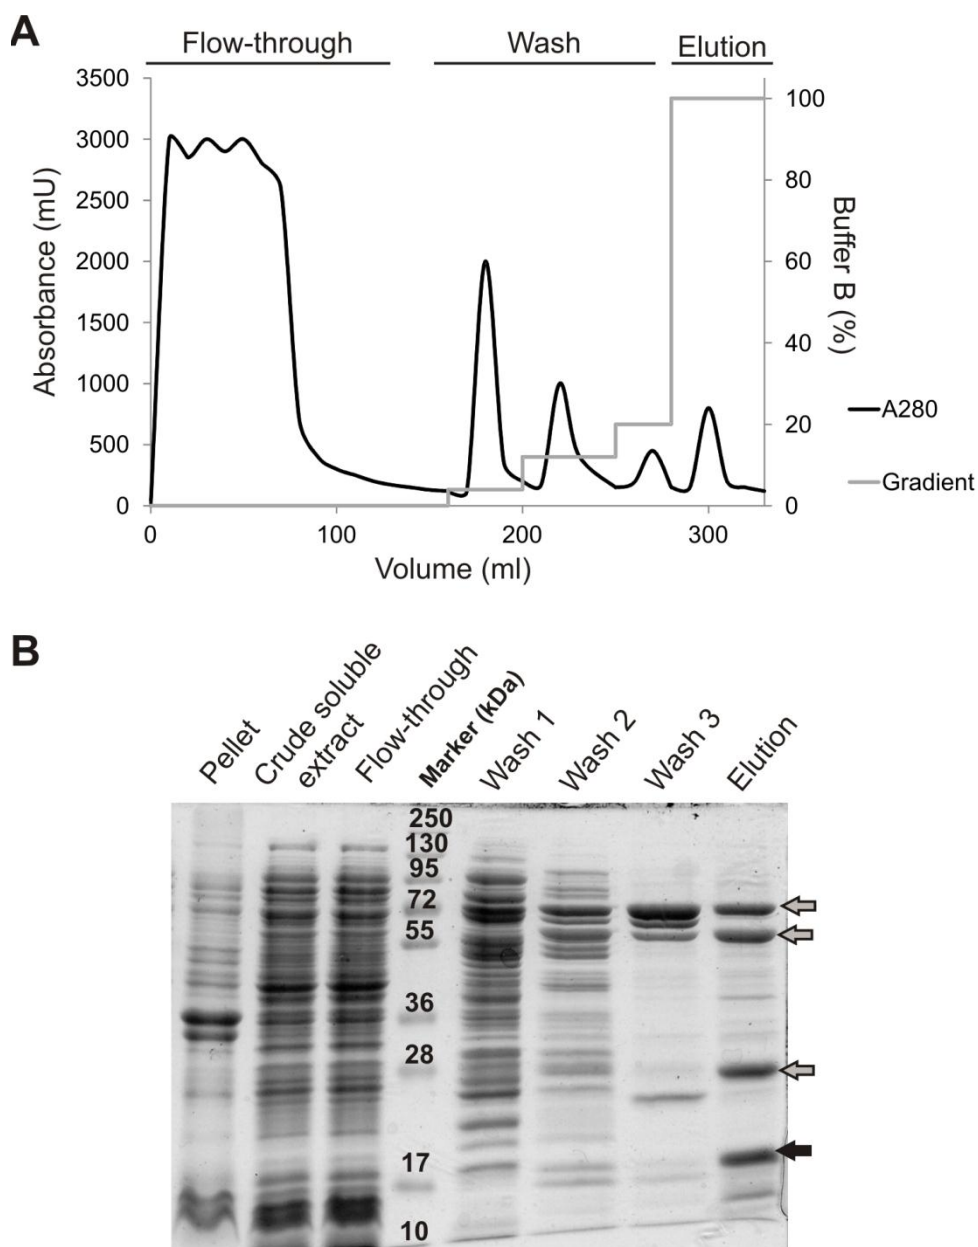 A
Flow-through
Wash
Elution
3500
3000
2500
2000
1500
1000
500
0
Absorbance (mU)
0
100
200
300
Volume (ml)
100
80
60
40
20
0
Buffer B (%)
A280
Gradient
B
Pellet
Crude soluble
extract
Flow-through
Marker (kDa)
Wash 1
Wash 2
Wash 3
Elution
250
130
95
72
55
36
28
17
10